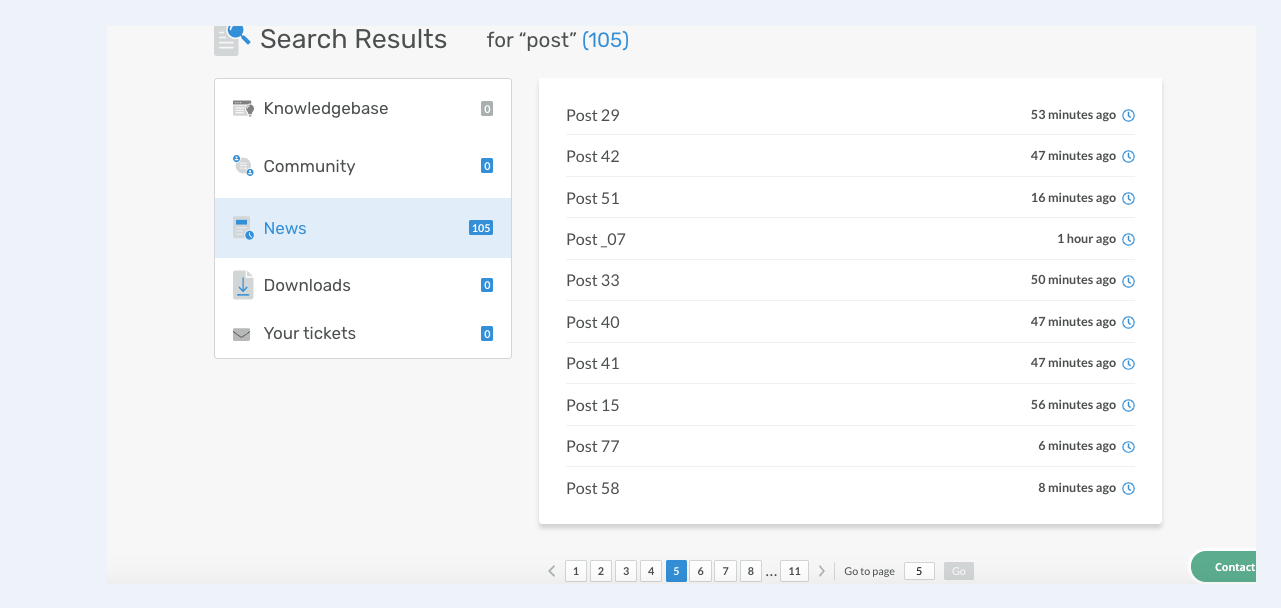 Search Results for “post” (105)
Knowledgebase 0
Community 0
News 105
Downloads 0
Your tickets 0
Post 29 53 minutes ago
Post 42 47 minutes ago
Post 51 16 minutes ago
Post _07 1 hour ago
Post 33 50 minutes ago
Post 40 47 minutes ago
Post 41 47 minutes ago
Post 15 56 minutes ago
Post 77 6 minutes ago
Post 58 8 minutes ago
1 2 3 4 5 6 7 8 ... 11 Go to page 5 Go
Contact